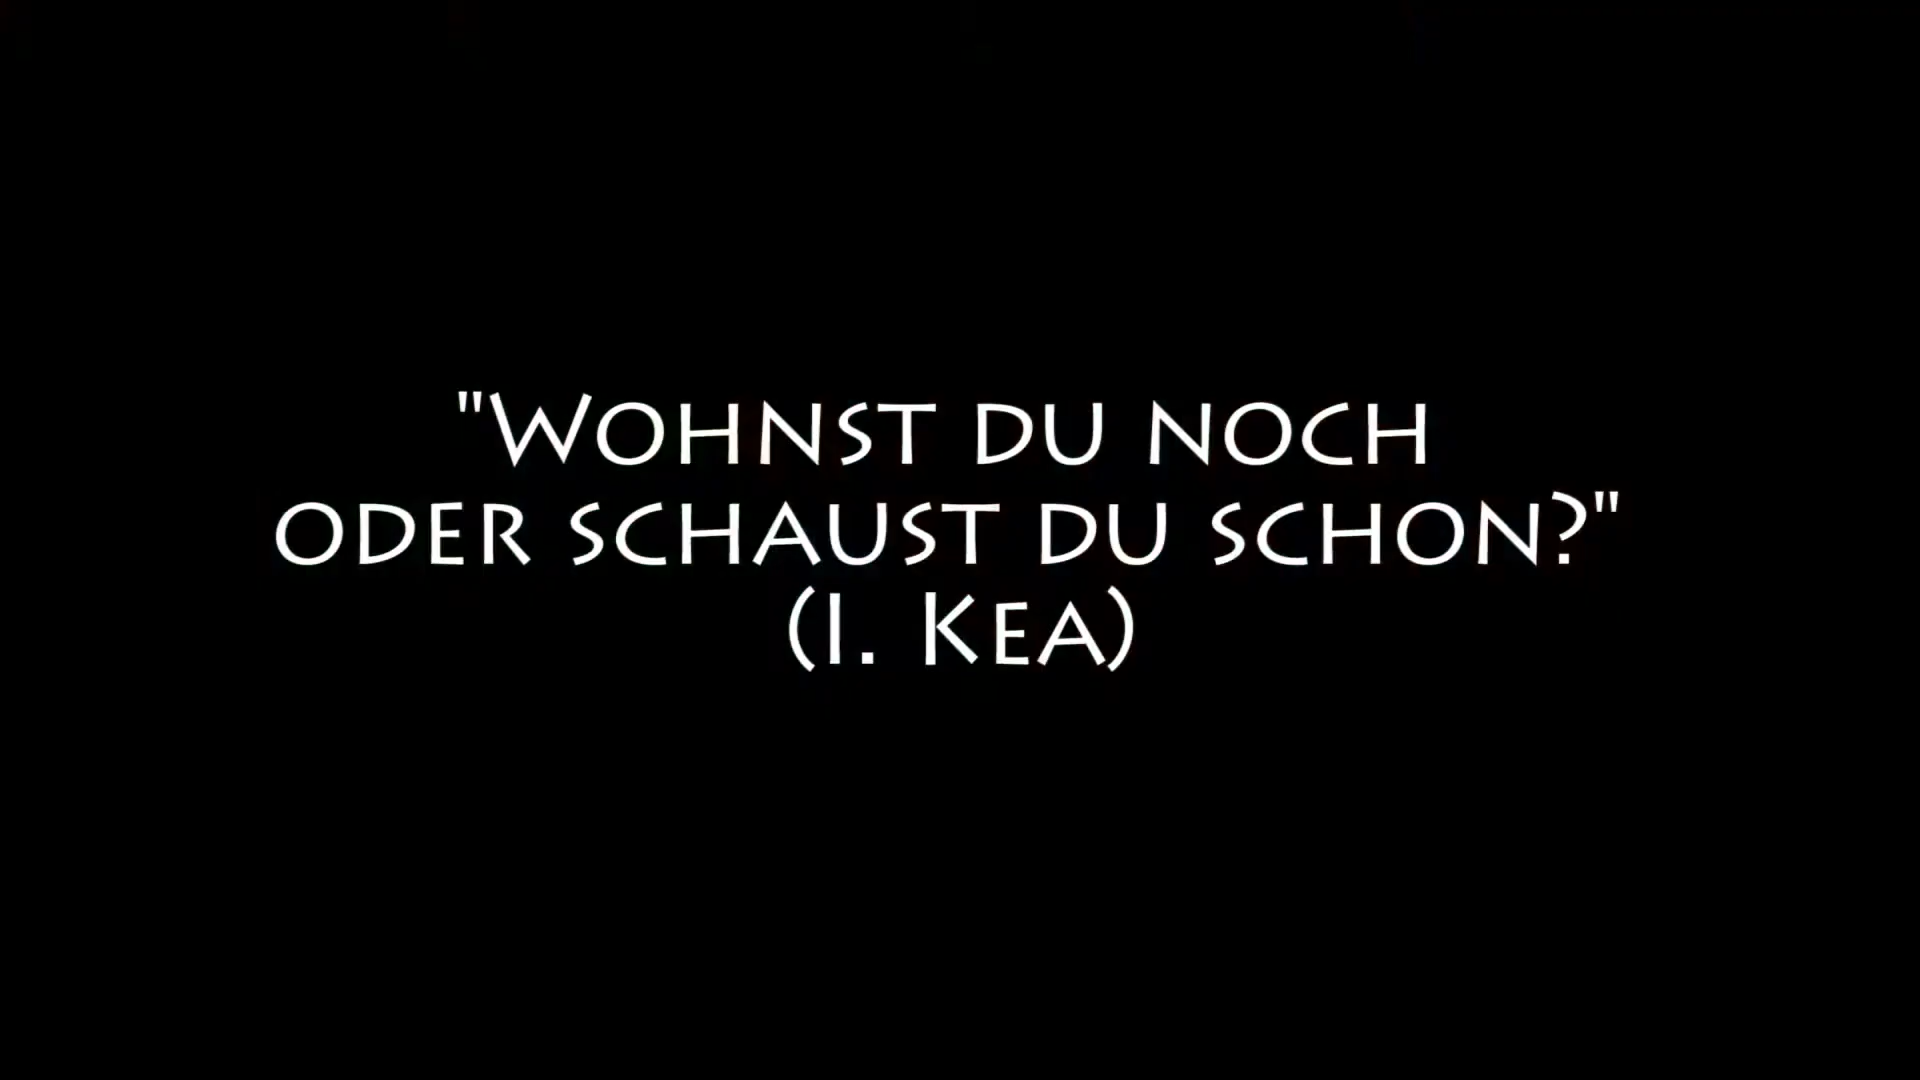 "Wohnst du noch
oder schaust du schon?"
(I. Kea)